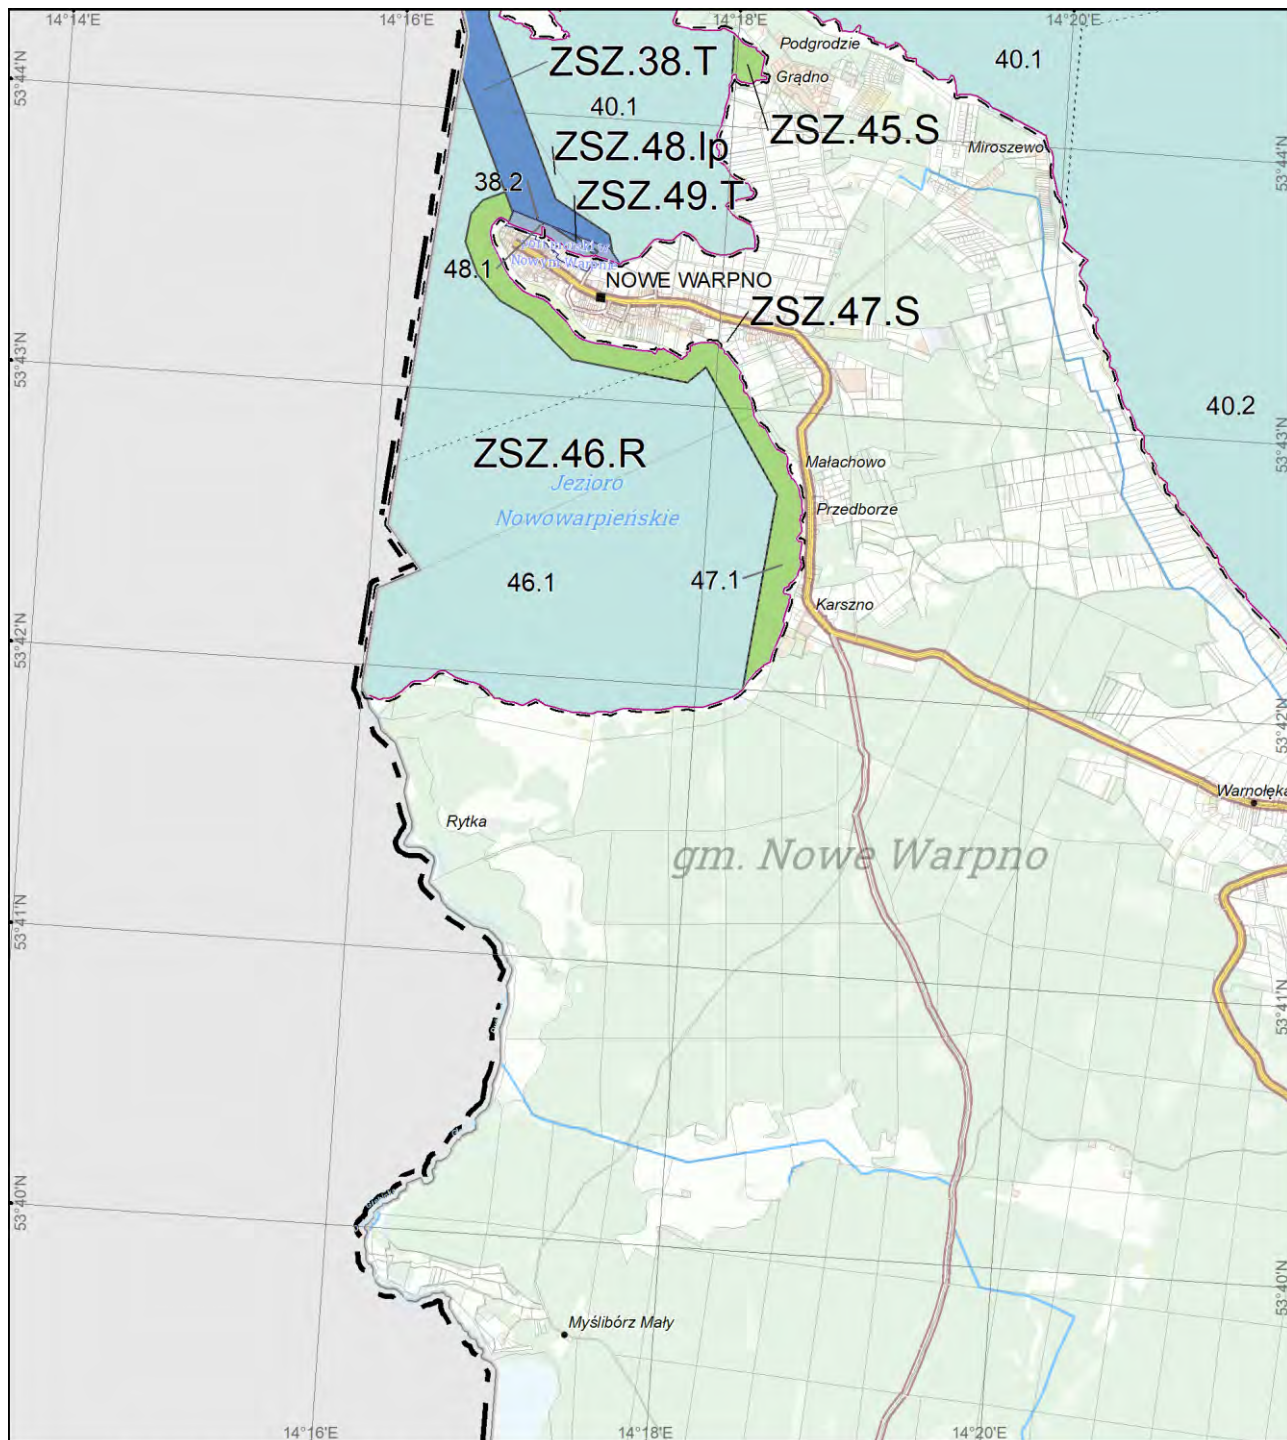 14°14'E
14°16'E
14°18'E
14°20'E
53°44'N
Podgrodzie
40.1
ZSZ.38.T
Grądno
40.1
ZSZ.45.S
ZSZ.48.Ip
Miroszewo
53°44'N
38.2
ZSZ.49.T
Nowym Warpnie
48.1
NOWE WARPNO
ZSZ.47.S
53°43'N
40.2
53°43'N
ZSZ.46.R
Małachowo
Jezioro
Nowowarpieńskie
Przedborze
46.1
47.1
Karszno
53°42'N
53°42'N
Warnołęka
Rytka
gm. Nowe Warpno
53°41'N
53°41'N
53°40'N
53°40'N
Myślibórz Mały
14°16'E
14°18'E
14°20'E